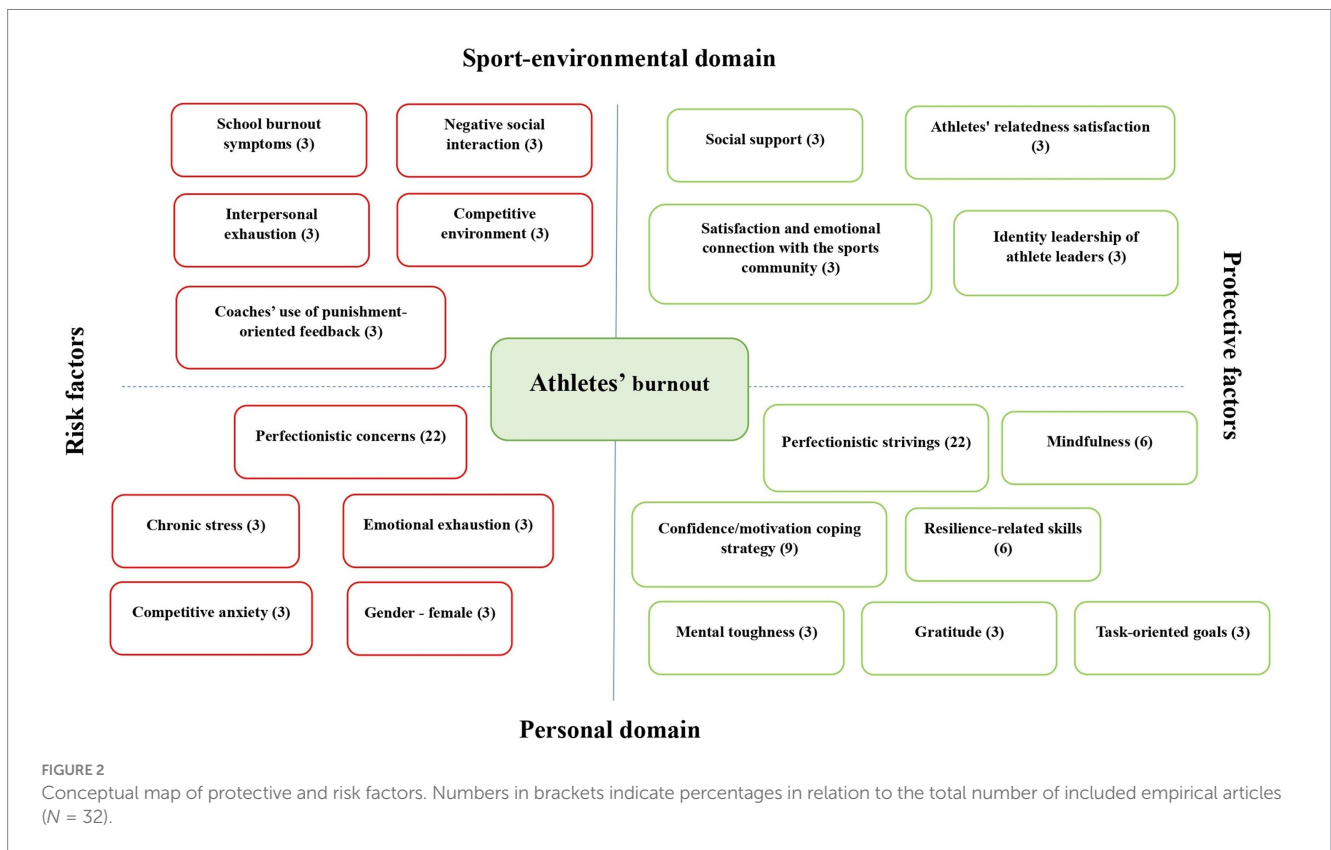 Sport-environmental domain
School burnout
symptoms (3)
Negative social
interaction (3)
Interpersonal
exhaustion (3)
Competitive
environment (3)
Coaches' use of punishment-
oriented feedback (3)
Social support (3)
Athletes' relatedness satisfaction
(3)
Satisfaction and emotional
connection with the sports
community (3)
Identity leadership of
athlete leaders (3)
Risk factors
Athletes' burnout
Protective factors
Perfectionistic concerns (22)
Chronic stress (3)
Emotional exhaustion (3)
Competitive anxiety (3)
Gender - female (3)
Perfectionistic strivings (22)
Mindfulness (6)
Confidence/motivation coping
strategy (9)
Resilience-related skills
(6)
Mental toughness (3)
Gratitude (3)
Task-oriented goals (3)
Personal domain
FIGURE 2
Conceptual map of protective and risk factors. Numbers in brackets indicate percentages in relation to the total number of included empirical articles
(N = 32).